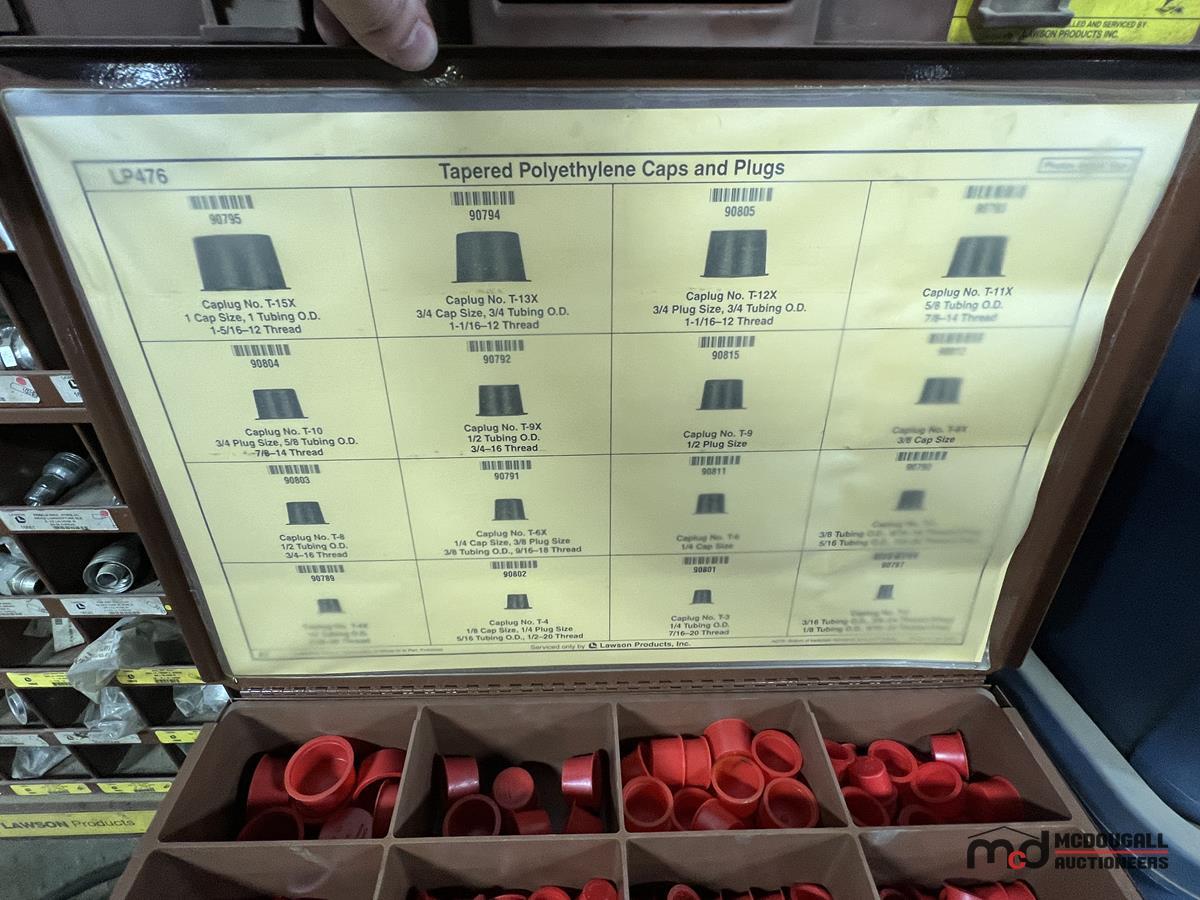 LLED AND SERVICED BY
LAWSON PRODUCTS INC.
LP476
Tapered Polyethylene Caps and Plugs
90795
Caplug No. T-15X
1 Cap Size, 1 Tubing O.D.
1-5/16–12 Thread
90794
Caplug No. T-13X
3/4 Cap Size, 3/4 Tubing O.D.
1-1/16–12 Thread
90805
Caplug No. T-12X
3/4 Plug Size, 3/4 Tubing O.D.
1-1/16–12 Thread
Caplug No. T-11X
5/8 Tubing O.D.
7/8–14 Thread
90804
Caplug No. T-10
3/4 Plug Size, 5/8 Tubing O.D.
7/8–14 Thread
90792
Caplug No. T-9X
1/2 Tubing O.D.
3/4–16 Thread
90815
Caplug No. T-9
1/2 Plug Size
3/8 Cap Size
90803
Caplug No. T-8
1/2 Tubing O.D.
3/4–16 Thread
90791
Caplug No. T-6X
1/4 Cap Size, 3/8 Plug Size
3/8 Tubing O.D., 9/16–18 Thread
90811
Caplug No. T-6
1/4 Cap Size
3/8 Tubing O.D.,
5/16 Tubing O.D.,
90789
90802
Caplug No. T-4
1/8 Cap Size, 1/4 Plug Size
5/16 Tubing O.D., 1/2–20 Thread
90801
Caplug No. T-3
1/4 Tubing O.D.
7/16–20 Thread
3/16 Tubing O.D.,
1/8 Tubing O.D.,
Serviced only by L Lawson Products, Inc.
LAWSON Products
mcd MCDOUGALL
AUCTIONEERS